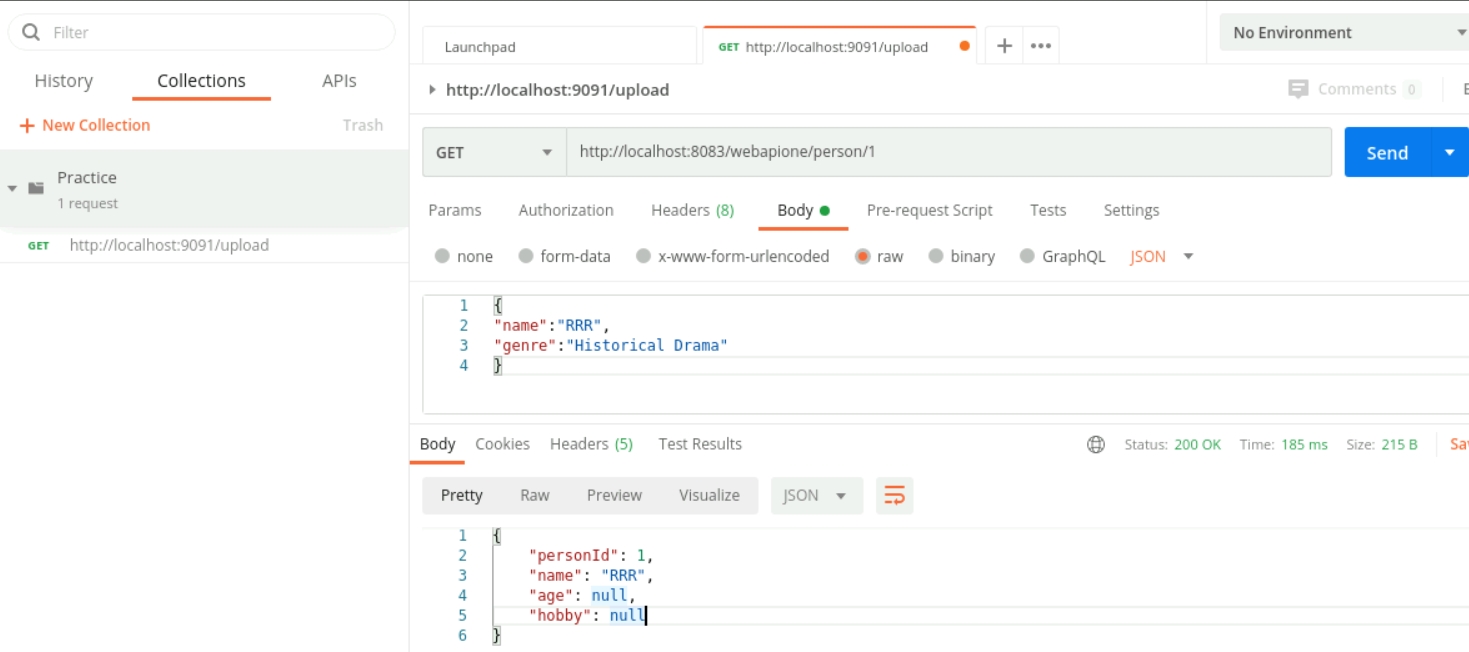 Filter
History Collections APIs
+ New Collection Trash
Practice
1 request
GET http://localhost:9091/upload
Launchpad GET http://localhost:9091/upload + ••• No Environment
http://localhost:9091/upload Comments 0
GET http://localhost:8083/webapione/person/1 Send
Params Authorization Headers (8) Body Pre-request Script Tests Settings
none form-data x-www-form-urlencoded raw binary GraphQL JSON
1 {
2 "name":"RRR",
3 "genre":"Historical Drama"
4 }
Body Cookies Headers (5) Test Results Status: 200 OK Time: 185 ms Size: 215 B
Pretty Raw Preview Visualize JSON
1 {
2 "personId": 1,
3 "name": "RRR",
4 "age": null,
5 "hobby": null
6 }